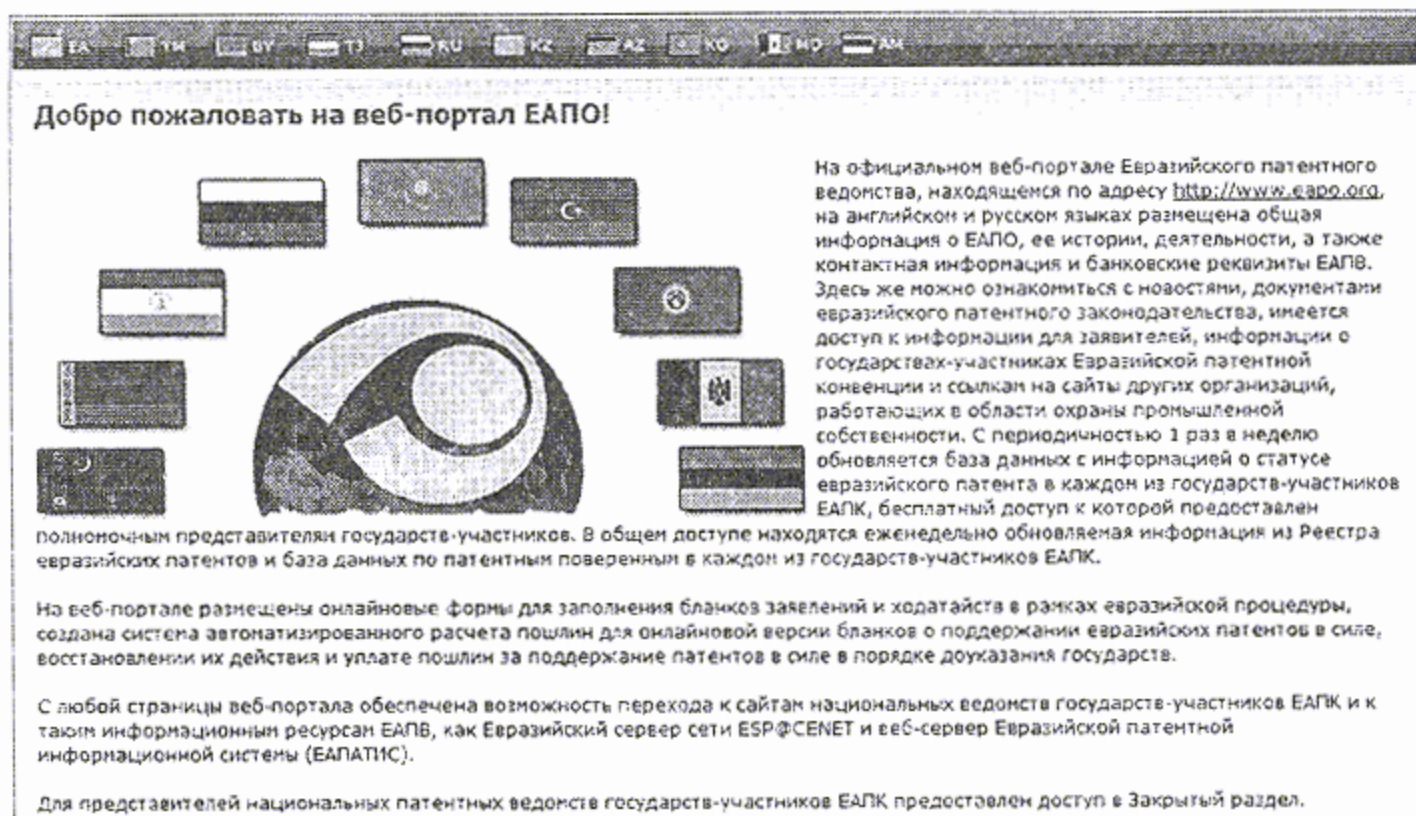 EA TM BY TJ RU KZ AZ KG MD AM
Добро пожаловать на веб-портал ЕАПО!
На официальном веб-портале Евразийского патентного
ведомства, находящемся по адресу http://www.eapo.org,
на английском и русском языках размещена общая
информация о ЕАПО, ее истории, деятельности, а также
контактная информация и банковские реквизиты ЕАПВ.
Здесь же можно ознакомиться с новостями, документами
евразийского патентного законодательства, имеется
доступ к информации для заявителей, информации о
государствах-участниках Евразийской патентной
конвенции и ссылкам на сайты других организаций,
работающих в области охраны промышленной
собственности. С периодичностью 1 раз в неделю
обновляется база данных с информацией о статусе
евразийского патента в каждом из государств-участников
ЕАПК, бесплатный доступ к которой предоставлен
полномочным представителям государств-участников. В общем доступе находятся еженедельно обновляемая информация из Реестра
евразийских патентов и база данных по патентным поверенным в каждом из государств-участников ЕАПК.
На веб-портале размещены онлайновые формы для заполнения бланков заявлений и ходатайств в рамках евразийской процедуры,
создана система автоматизированного расчета пошлин для онлайновой версии бланков о поддержании евразийских патентов в силе,
восстановлении их действия и уплате пошлин за поддержание патентов в силе в порядке доуказания государств.
С любой страницы веб-портала обеспечена возможность перехода к сайтам национальных ведомств государств-участников ЕАПК и к
таким информационным ресурсам ЕАПВ, как Евразийский сервер сети ESP@CENET и веб-сервер Евразийской патентной
информационной системы (ЕАПАТИС).
Для представителей национальных патентных ведомств государств-участников ЕАПК предоставлен доступ в Закрытый раздел.